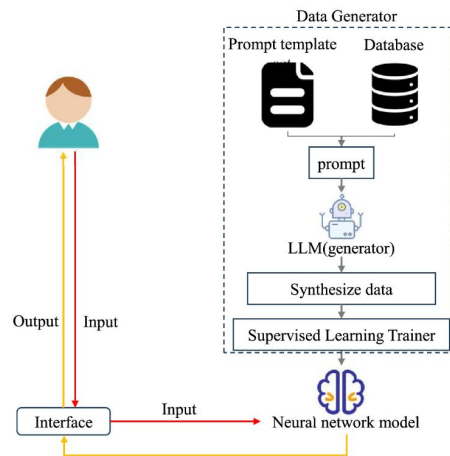 Data Generator
Prompt template
Database
prompt
LLM(generator)
Synthesize data
Supervised Learning Trainer
Output
Input
Input
Interface
Neural network model